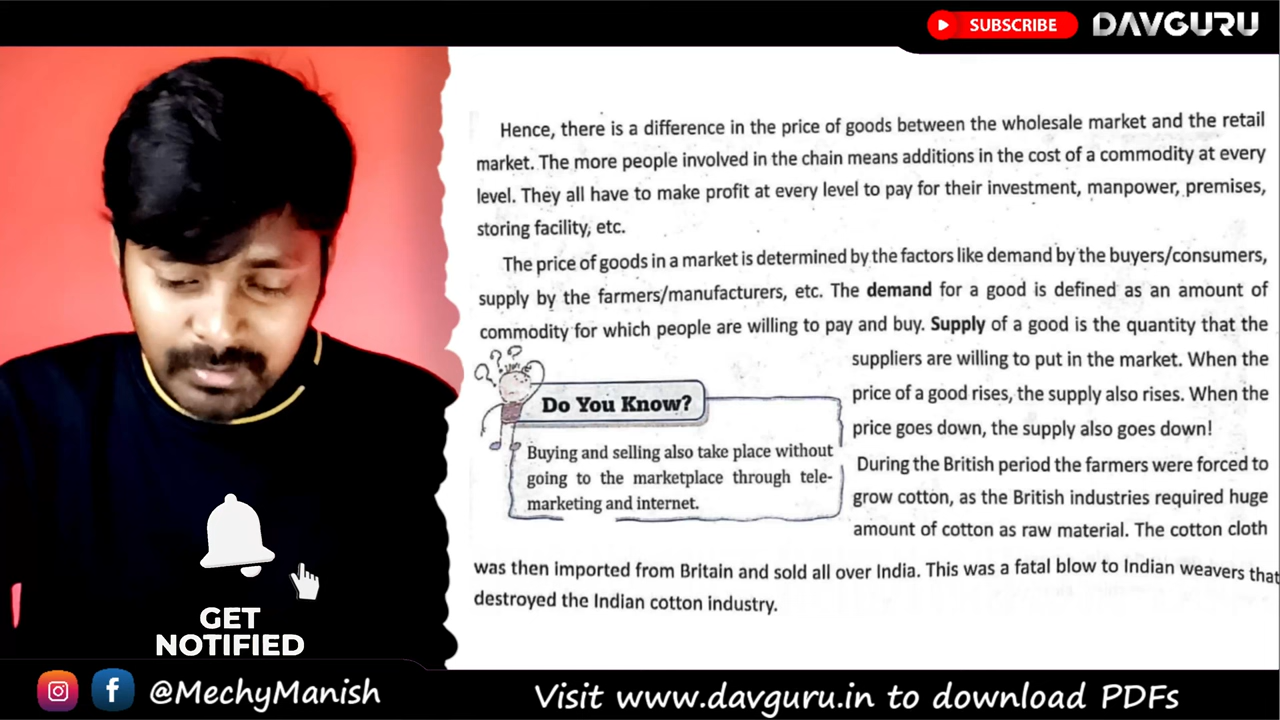 SUBSCRIBE
DAVGURU
Hence, there is a difference in the price of goods between the wholesale market and the retail
market. The more people involved in the chain means additions in the cost of a commodity at every
level. They all have to make profit at every level to pay for their investment, manpower, premises,
storing facility, etc.
The price of goods in a market is determined by the factors like demand by the buyers/consumers,
supply by the farmers/manufacturers, etc. The demand for a good is defined as an amount of
commodity for which people are willing to pay and buy. Supply of a good is the quantity that the
suppliers are willing to put in the market. When the
price of a good rises, the supply also rises. When the
price goes down, the supply also goes down!
Do You Know?
Buying and selling also take place without
going to the marketplace through tele-
marketing and internet.
During the British period the farmers were forced to
grow cotton, as the British industries required huge
amount of cotton as raw material. The cotton cloth
was then imported from Britain and sold all over India. This was a fatal blow to Indian weavers that
destroyed the Indian cotton industry.
GET
NOTIFIED
@MechyManish
Visit www.davguru.in to download PDFs